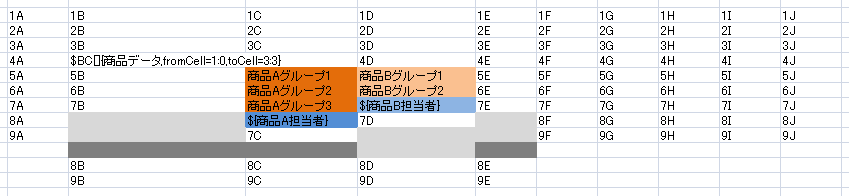 1A 1B 1C 1D 1E 1F 1G 1H 1I 1J
2A 2B 2C 2D 2E 2F 2G 2H 2I 2J
3A 3B 3C 3D 3E 3F 3G 3H 3I 3J
4A $BC[]{商品データ,fromCell=1:0,toCell=3:3} 4D 4E 4F 4G 4H 4I 4J
5A 5B 商品Aグループ1 商品Bグループ1 5E 5F 5G 5H 5I 5J
6A 6B 商品Aグループ2 商品Bグループ2 6E 6F 6G 6H 6I 6J
7A 7B 商品Aグループ3 ${商品B担当者} 7E 7F 7G 7H 7I 7J
8A ${商品A担当者} 7D 8F 8G 8H 8I 8J
9A 7C 9F 9G 9H 9I 9J
8B 8C 8D 8E
9B 9C 9D 9E